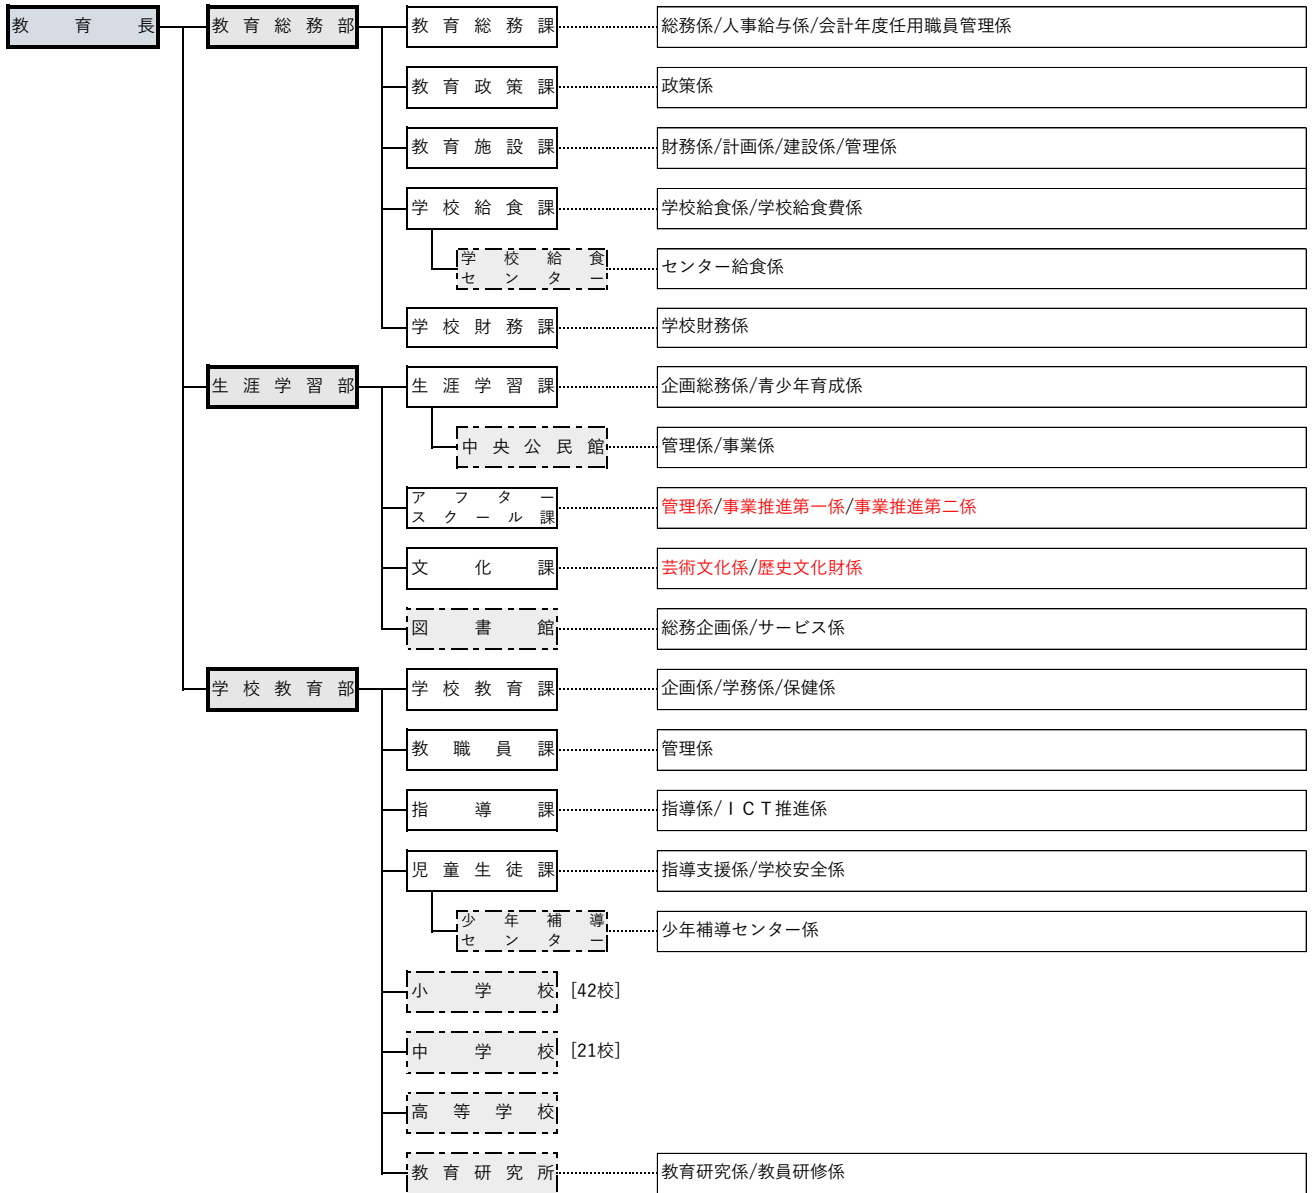 教育長
教育総務部
教育総務課
総務係/人事給与係/会計年度任用職員管理係
教育政策課
政策係
教育施設課
財務係/計画係/建設係/管理係
学校給食課
学校給食係/学校給食費係
学校給食
センター
センター給食係
学校財務課
学校財務係
生涯学習部
生涯学習課
企画総務係/青少年育成係
中央公民館
管理係/事業係
アフター
スクール課
管理係/事業推進第一係/事業推進第二係
文化課
芸術文化係/歴史文化財係
図書館
総務企画係/サービス係
学校教育部
学校教育課
企画係/学務係/保健係
教職員課
管理係
指導課
指導係/ＩＣＴ推進係
児童生徒課
指導支援係/学校安全係
少年補導
センター
少年補導センター係
小学校
[42校]
中学校
[21校]
高等学校
教育研究所
教育研究係/教員研修係